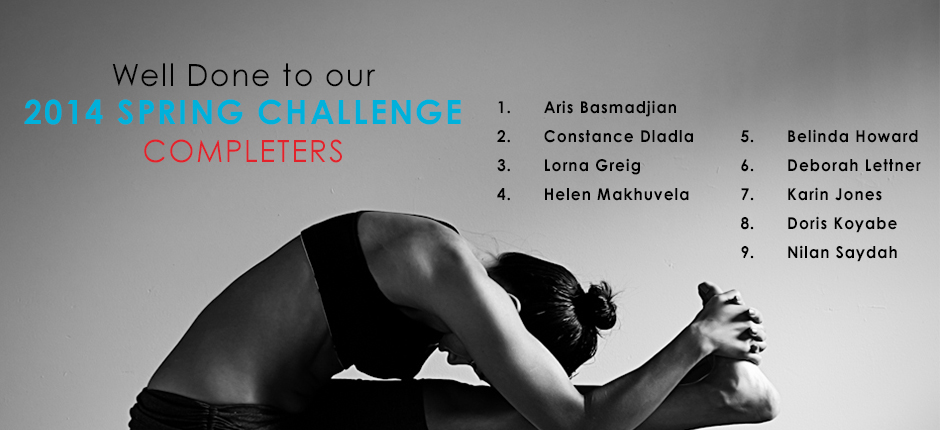 Well Done to our
2014 SPRING CHALLENGE
COMPLETERS
1. Aris Basmadjian
2. Constance Dladla
3. Lorna Greig
4. Helen Makhuvela
5. Belinda Howard
6. Deborah Lettner
7. Karin Jones
8. Doris Koyabe
9. Nilan Saydah